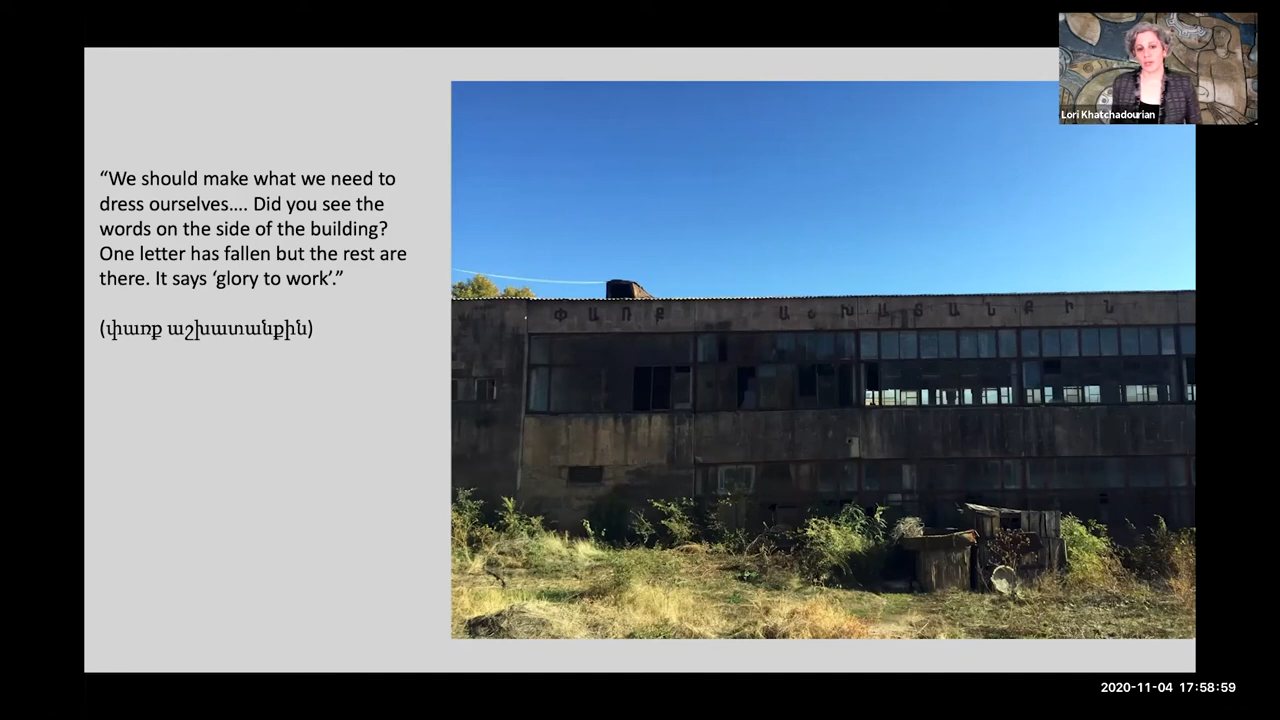 Lori Khatchadourian
“We should make what we need to
dress ourselves…. Did you see the
words on the side of the building?
One letter has fallen but the rest are
there. It says ‘glory to work’.”
(փառք աշխատանքին)
ՓԱՌՔ ԱՇԽԱՏԱՆՔԻՆ
2020-11-04 17:58:59